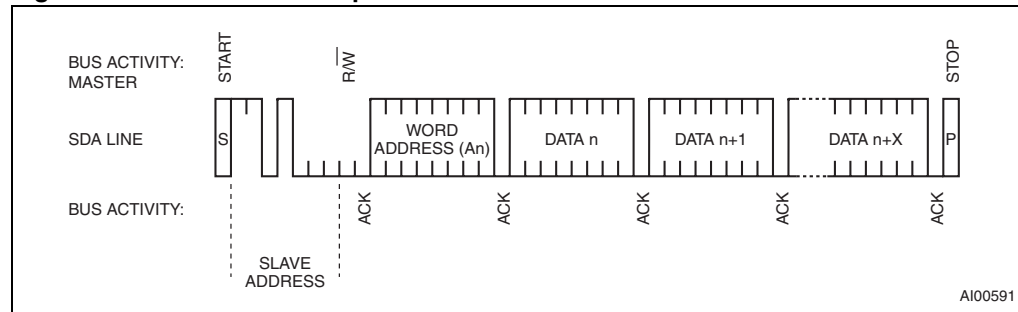 BUS ACTIVITY:
MASTER
START
R/W
STOP
SDA LINE
S
WORD
ADDRESS (An)
DATA n
DATA n+1
DATA n+X
P
BUS ACTIVITY:
ACK
ACK
ACK
ACK
ACK
SLAVE
ADDRESS
AI00591